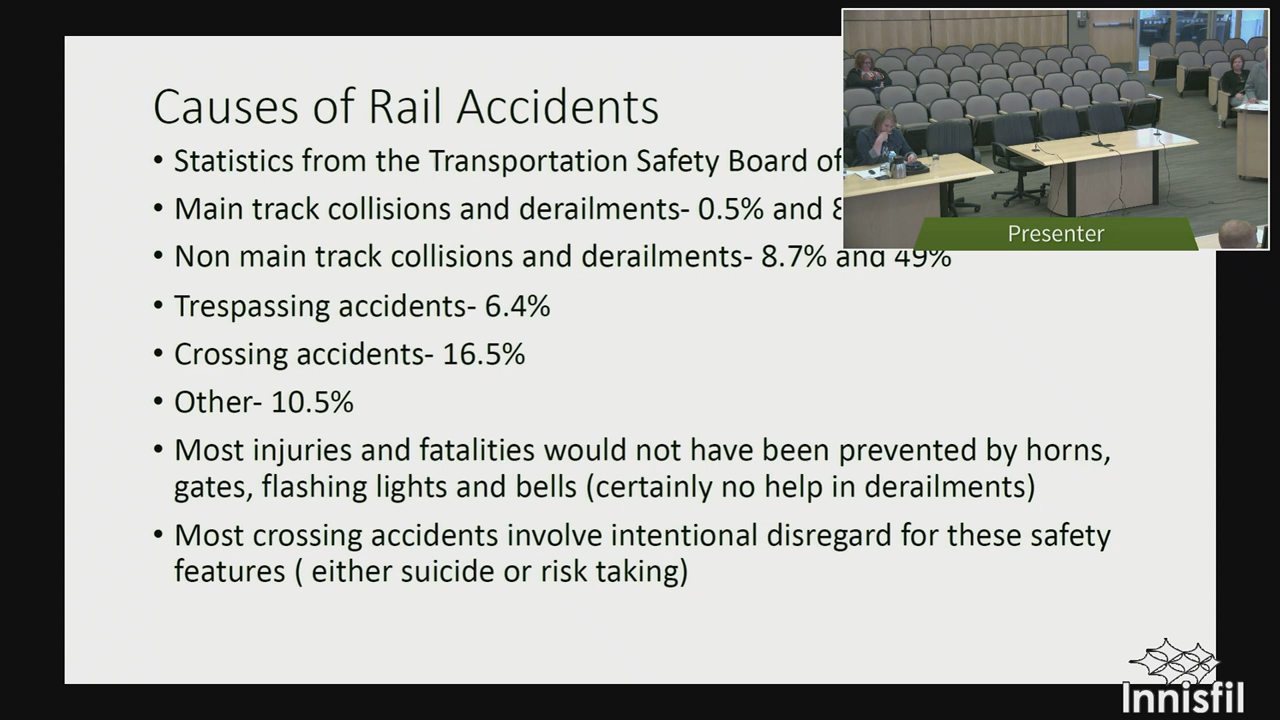 Causes of Rail Accidents
• Statistics from the Transportation Safety Board of
• Main track collisions and derailments- 0.5% and
• Non main track collisions and derailments- 8.7% and 49%
• Trespassing accidents- 6.4%
• Crossing accidents- 16.5%
• Other- 10.5%
• Most injuries and fatalities would not have been prevented by horns,
gates, flashing lights and bells (certainly no help in derailments)
• Most crossing accidents involve intentional disregard for these safety
features ( either suicide or risk taking)
Presenter
Innisfil